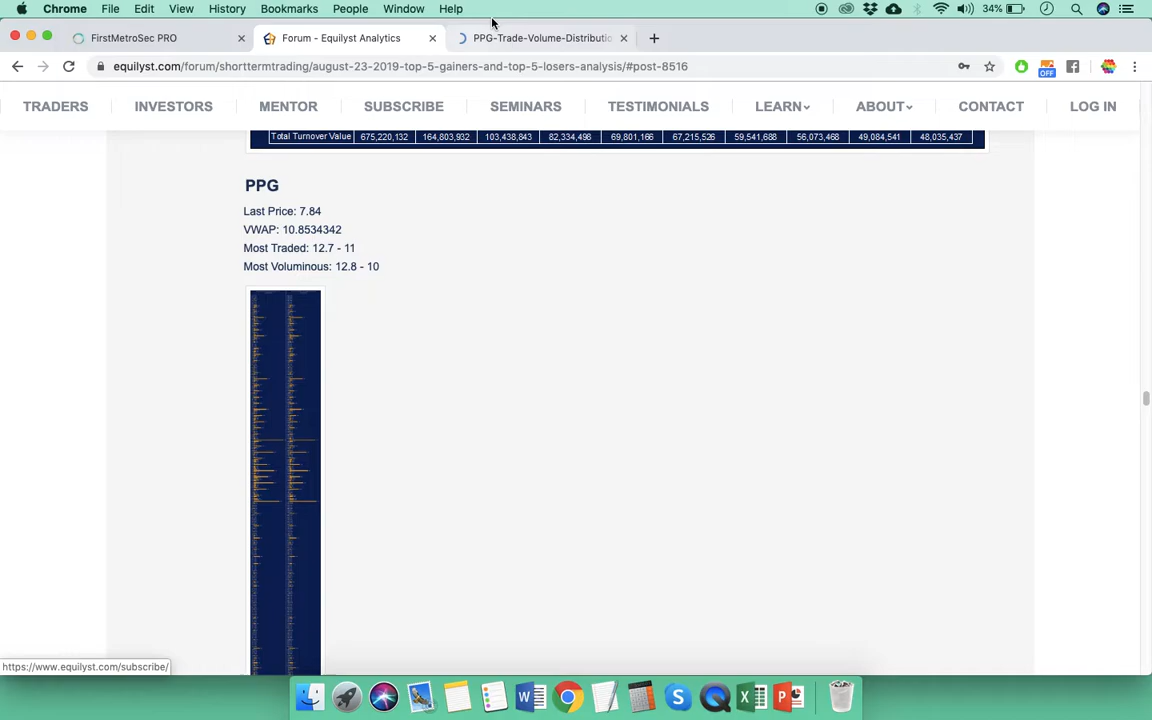 Chrome File Edit View History Bookmarks People Window Help 34%
FirstMetroSec PRO Forum - Equilyst Analytics PPG-Trade-Volume-Distributio
equilyst.com/forum/shorttermtrading/august-23-2019-top-5-gainers-and-top-5-losers-analysis/#post-8516 OFF
TRADERS INVESTORS MENTOR SUBSCRIBE SEMINARS TESTIMONIALS LEARN ABOUT CONTACT LOG IN
Total Turnover Value 675,220,132 164,803,932 103,438,843 82,334,498 69,801,166 67,215,526 59,541,688 56,073,468 49,084,541 48,035,437
PPG
Last Price: 7.84
VWAP: 10.8534342
Most Traded: 12.7 - 11
Most Voluminous: 12.8 - 10
https://www.equilyst.com/subscribe/